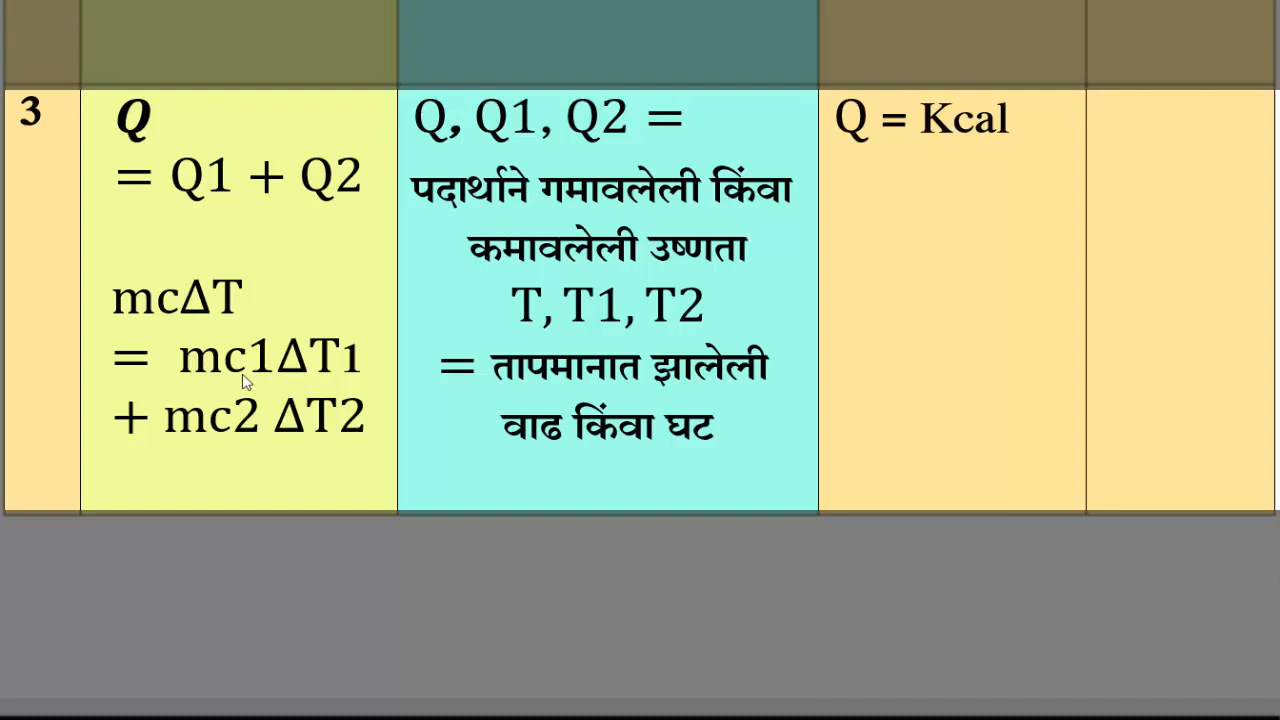 3
Q
= Q1 + Q2
mcΔT
= mc1ΔT1
+ mc2 ΔT2
Q, Q1, Q2 =
पदार्थाने गमावलेली किंवा
कमावलेली उष्णता
T, T1, T2
= तापमानात झालेली
वाढ किंवा घट
Q = Kcal